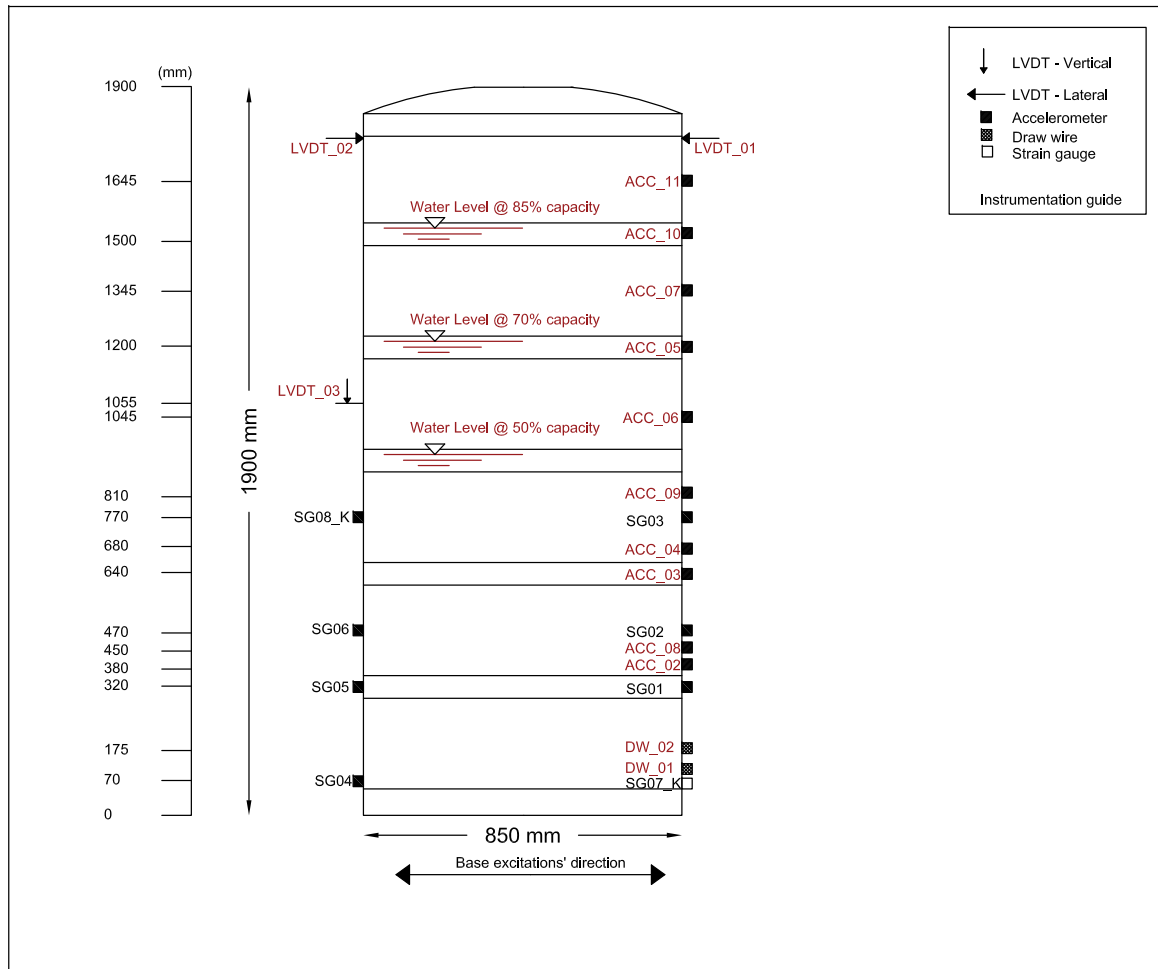 (mm)
1900
1645
1500
1345
1200
1055
1045
810
770
680
640
470
450
380
320
175
70
0
1900 mm
LVDT_02
LVDT_01
ACC_11
Water Level @ 85% capacity
ACC_10
ACC_07
Water Level @ 70% capacity
ACC_05
LVDT_03
ACC_06
Water Level @ 50% capacity
ACC_09
SG08_K
SG03
ACC_04
ACC_03
SG06
SG02
ACC_08
ACC_02
SG05
SG01
DW_02
DW_01
SG04
SG07_K
850 mm
Base excitations' direction
LVDT - Vertical
LVDT - Lateral
Accelerometer
Draw wire
Strain gauge
Instrumentation guide